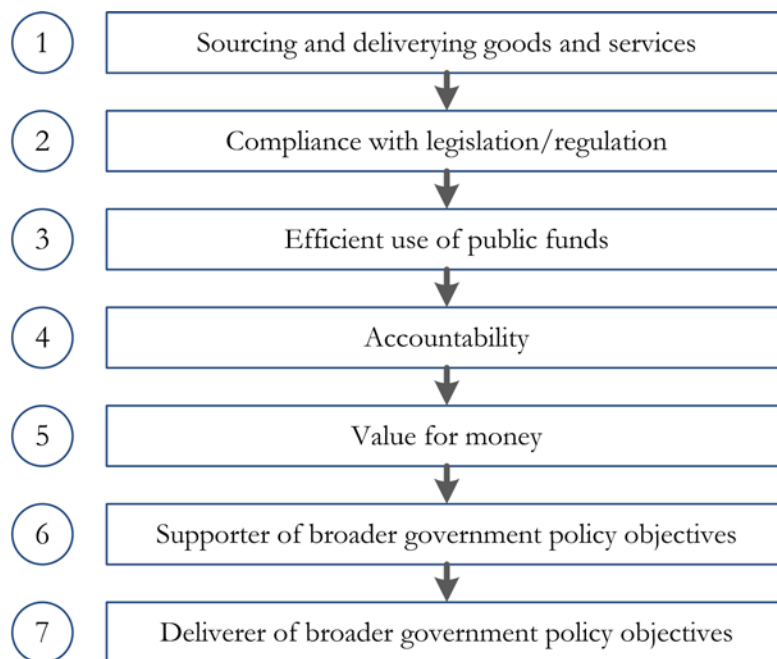 1 Sourcing and deliverying goods and services
2 Compliance with legislation/regulation
3 Efficient use of public funds
4 Accountability
5 Value for money
6 Supporter of broader government policy objectives
7 Deliverer of broader government policy objectives